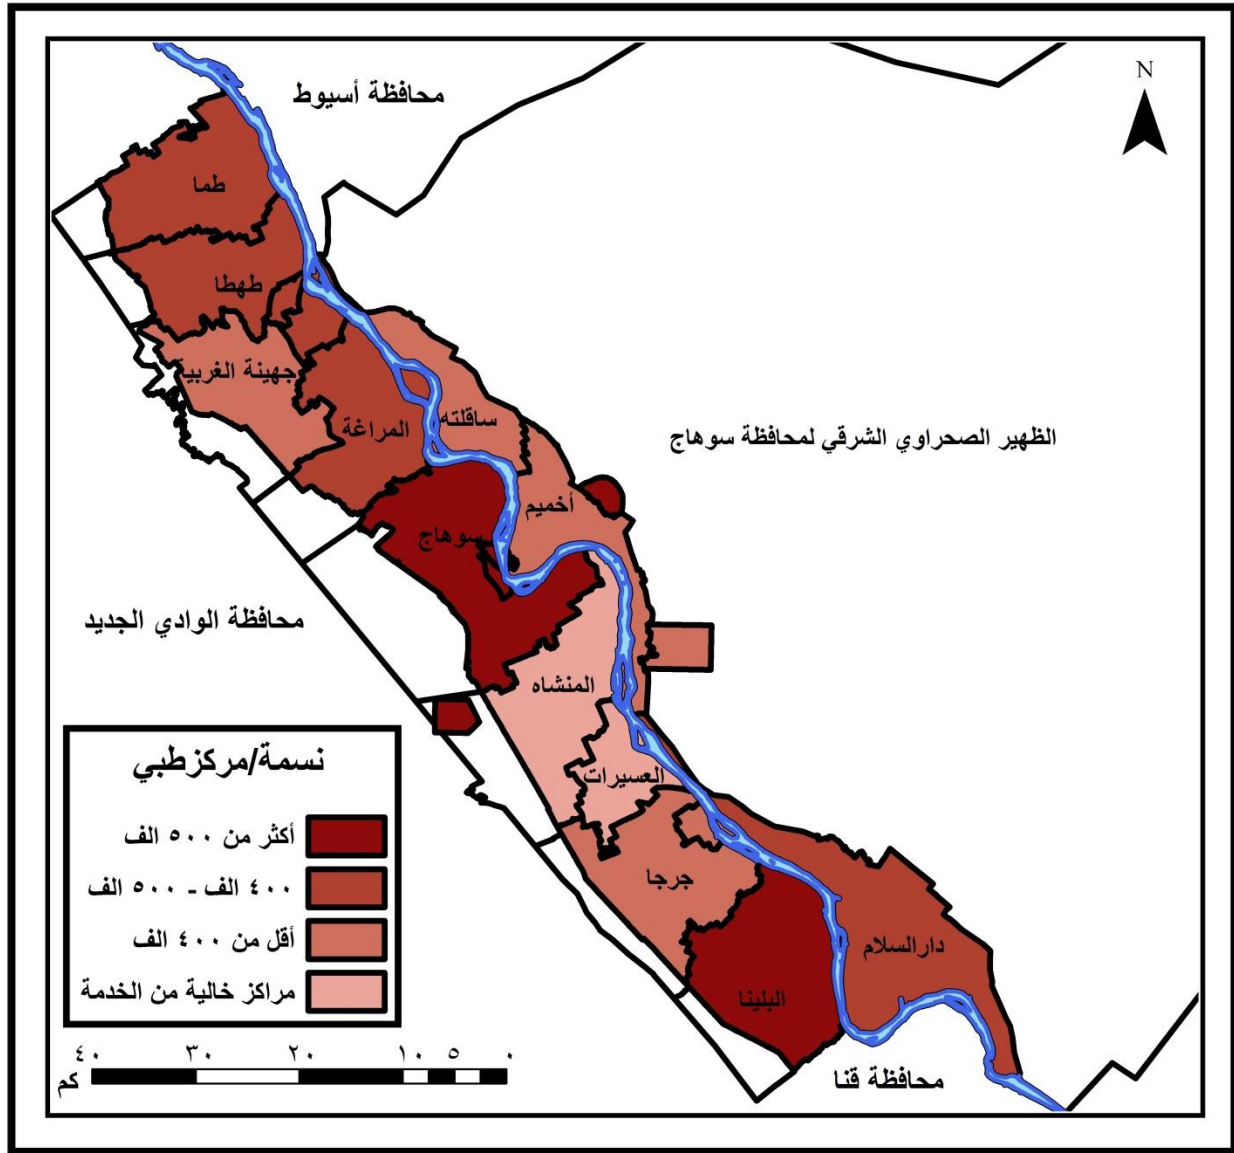 محافظة أسيوط
N
طما
طهطا
جهينة الغربية
ساقلته
المراغة
الظهير الصحراوي الشرقي لمحافظة سوهاج
أخميم
سوهاج
محافظة الوادي الجديد
المنشاه
العسيرات
جرجا
دارالسلام
البلينا
محافظة قنا
نسمة/مركزطبي
أكثر من ٥٠٠ الف
٤٠٠ الف - ٥٠٠ الف
أقل من ٤٠٠ الف
مراكز خالية من الخدمة
٤٠ ٣٠ ٢٠ ١٠ ٥ ٠
كم